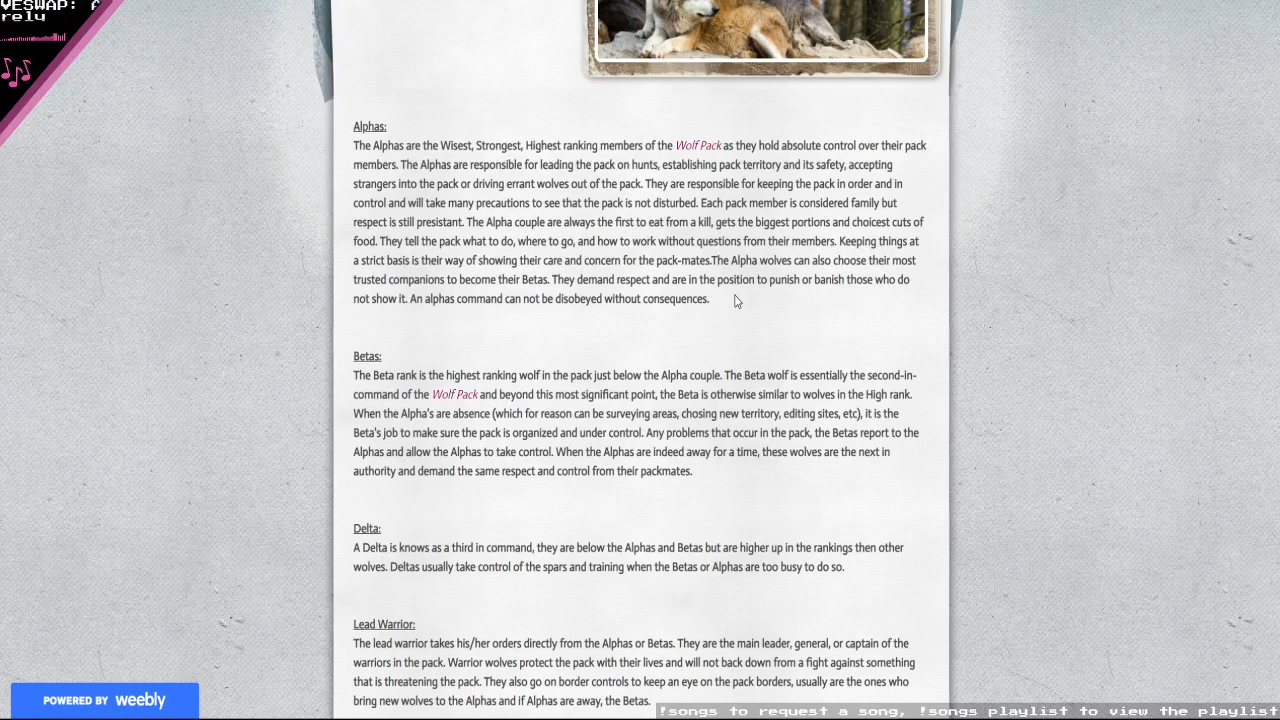 VESWAP: A
rely
Alphas:
The Alphas are the Wisest, Strongest, Highest ranking members of the Wolf Pack as they hold absolute control over their pack
members. The Alphas are responsible for leading the pack on hunts, establishing pack territory and its safety, accepting
strangers into the pack or driving errant wolves out of the pack. They are responsible for keeping the pack in order and in
control and will take many precautions to see that the pack is not disturbed. Each pack member is considered family but
respect is still presistant. The Alpha couple are always the first to eat from a kill, gets the biggest portions and choicest cuts of
food. They tell the pack what to do, where to go, and how to work without questions from their members. Keeping things at
a strict basis is their way of showing their care and concern for the pack-mates.The Alpha wolves can also choose their most
trusted companions to become their Betas. They demand respect and are in the position to punish or banish those who do
not show it. An alphas command can not be disobeyed without consequences.
Betas:
The Beta rank is the highest ranking wolf in the pack just below the Alpha couple. The Beta wolf is essentially the second-in-
command of the Wolf Pack and beyond this most significant point, the Beta is otherwise similar to wolves in the High rank.
When the Alpha's are absence (which for reason can be surveying areas, chosing new territory, editing sites, etc), it is the
Beta's job to make sure the pack is organized and under control. Any problems that occur in the pack, the Betas report to the
Alphas and allow the Alphas to take control. When the Alphas are indeed away for a time, these wolves are the next in
authority and demand the same respect and control from their packmates.
Delta:
A Delta is knows as a third in command, they are below the Alphas and Betas but are higher up in the rankings then other
wolves. Deltas usually take control of the spars and training when the Betas or Alphas are too busy to do so.
Lead Warrior:
The lead warrior takes his/her orders directly from the Alphas or Betas. They are the main leader, general, or captain of the
warriors in the pack. Warrior wolves protect the pack with their lives and will not back down from a fight against something
that is threatening the pack. They also go on border controls to keep an eye on the pack borders, usually are the ones who
bring new wolves to the Alphas and if Alphas are away, the Betas.
POWERED BY weebly
!songs to request a song, !songs playlist to view the playlist